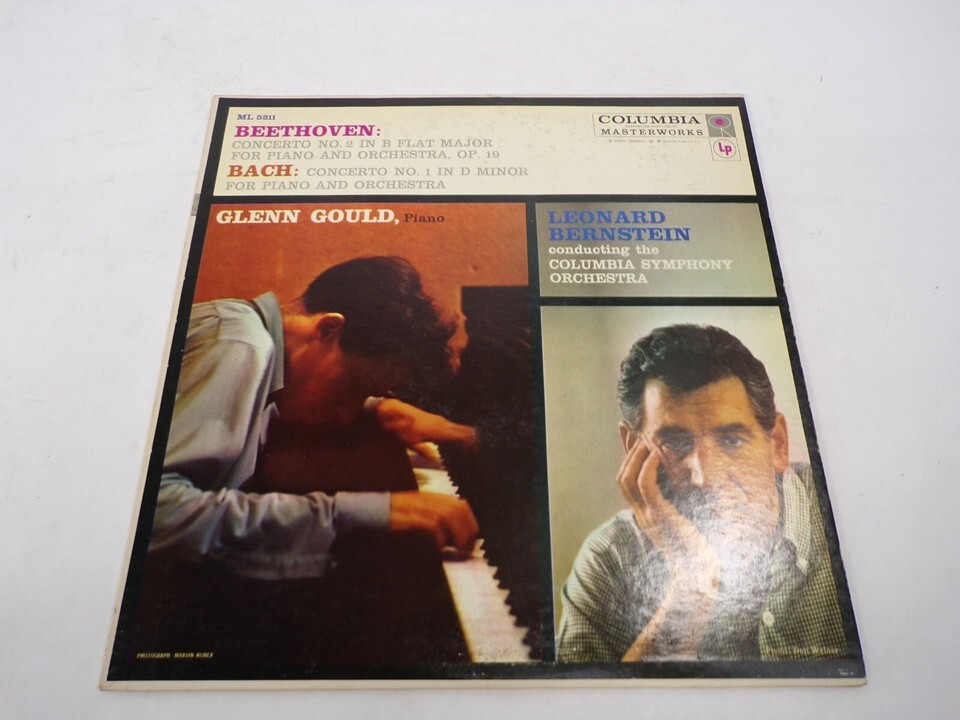 ML 5211
BEETHOVEN:
CONCERTO NO. 2 IN B FLAT MAJOR
FOR PIANO AND ORCHESTRA, OP. 19
BACH: CONCERTO NO. 1 IN D MINOR
FOR PIANO AND ORCHESTRA
COLUMBIA
MASTERWORKS
Lp
GLENN GOULD, Piano
LEONARD
BERNSTEIN
conducting the
COLUMBIA SYMPHONY
ORCHESTRA
PHOTOGRAPH
Don